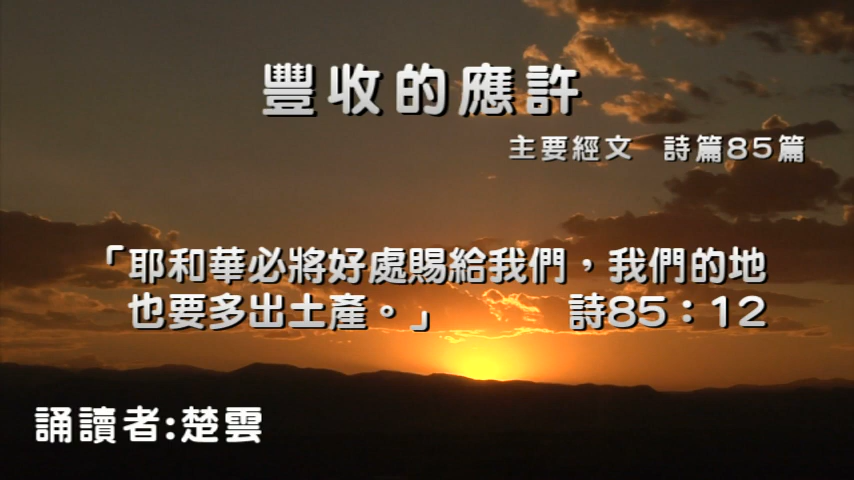 豐收的應許
主要經文 詩篇85篇
「耶和華必將好處賜給我們，我們的地
也要多出土產。」 詩85：12
誦讀者:楚雲